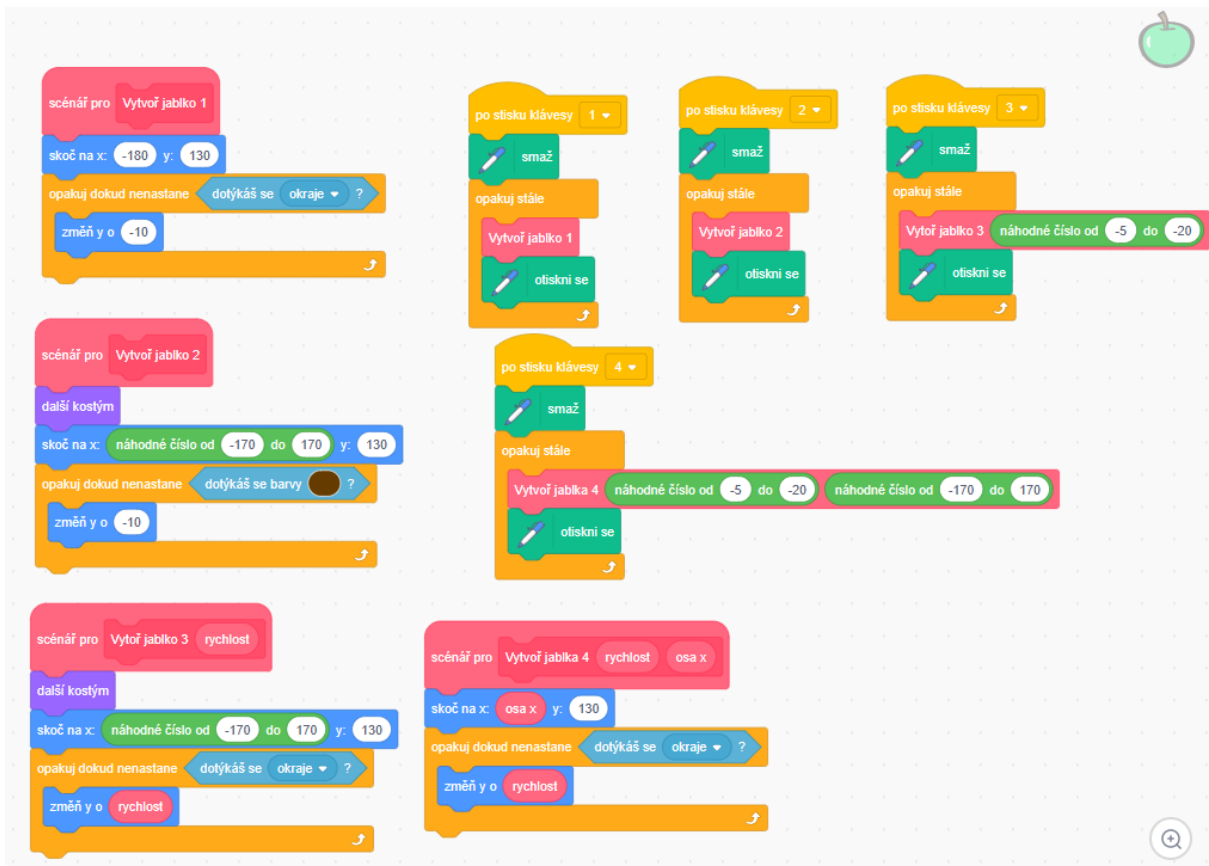 scénář pro Vytvoř jablko 1
skoč na x: -180 y: 130
opakuj dokud nenastane dotýkáš se okraje ?
změň y o -10
po stisku klávesy 1
smaž
opakuj stále
Vytvoř jablko 1
otiskni se
po stisku klávesy 2
smaž
opakuj stále
Vytvoř jablko 2
otiskni se
po stisku klávesy 3
smaž
opakuj stále
Vytoř jablko 3 náhodné číslo od -5 do -20
otiskni se
scénář pro Vytvoř jablko 2
další kostým
skoč na x: náhodné číslo od -170 do 170 y: 130
opakuj dokud nenastane dotýkáš se barvy ?
změň y o -10
po stisku klávesy 4
smaž
opakuj stále
Vytvoř jablka 4 náhodné číslo od -5 do -20 náhodné číslo od -170 do 170
otiskni se
scénář pro Vytoř jablko 3 rychlost
další kostým
skoč na x: náhodné číslo od -170 do 170 y: 130
opakuj dokud nenastane dotýkáš se okraje ?
změň y o rychlost
scénář pro Vytvoř jablka 4 rychlost osa x
skoč na x: osa x y: 130
opakuj dokud nenastane dotýkáš se okraje ?
změň y o rychlost